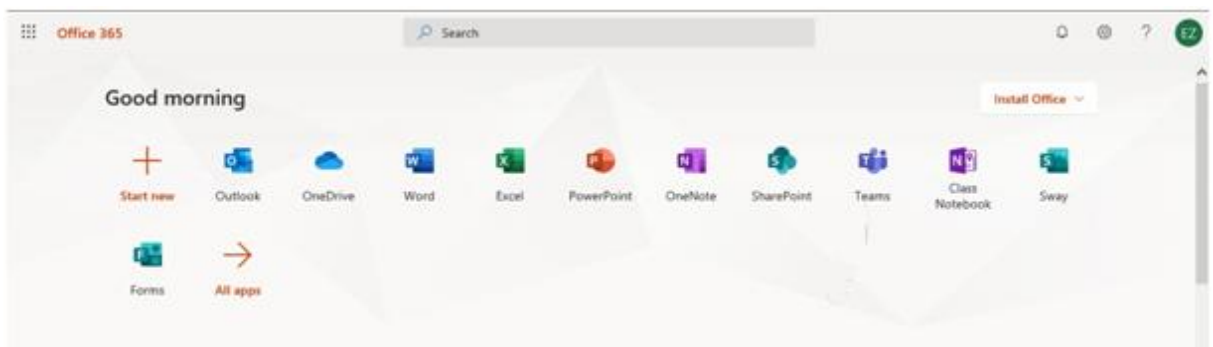 Office 365
Search
EZ
Good morning
Install Office
Start new
Outlook
OneDrive
Word
Excel
PowerPoint
OneNote
SharePoint
Teams
Class
Notebook
Sway
Forms
All apps